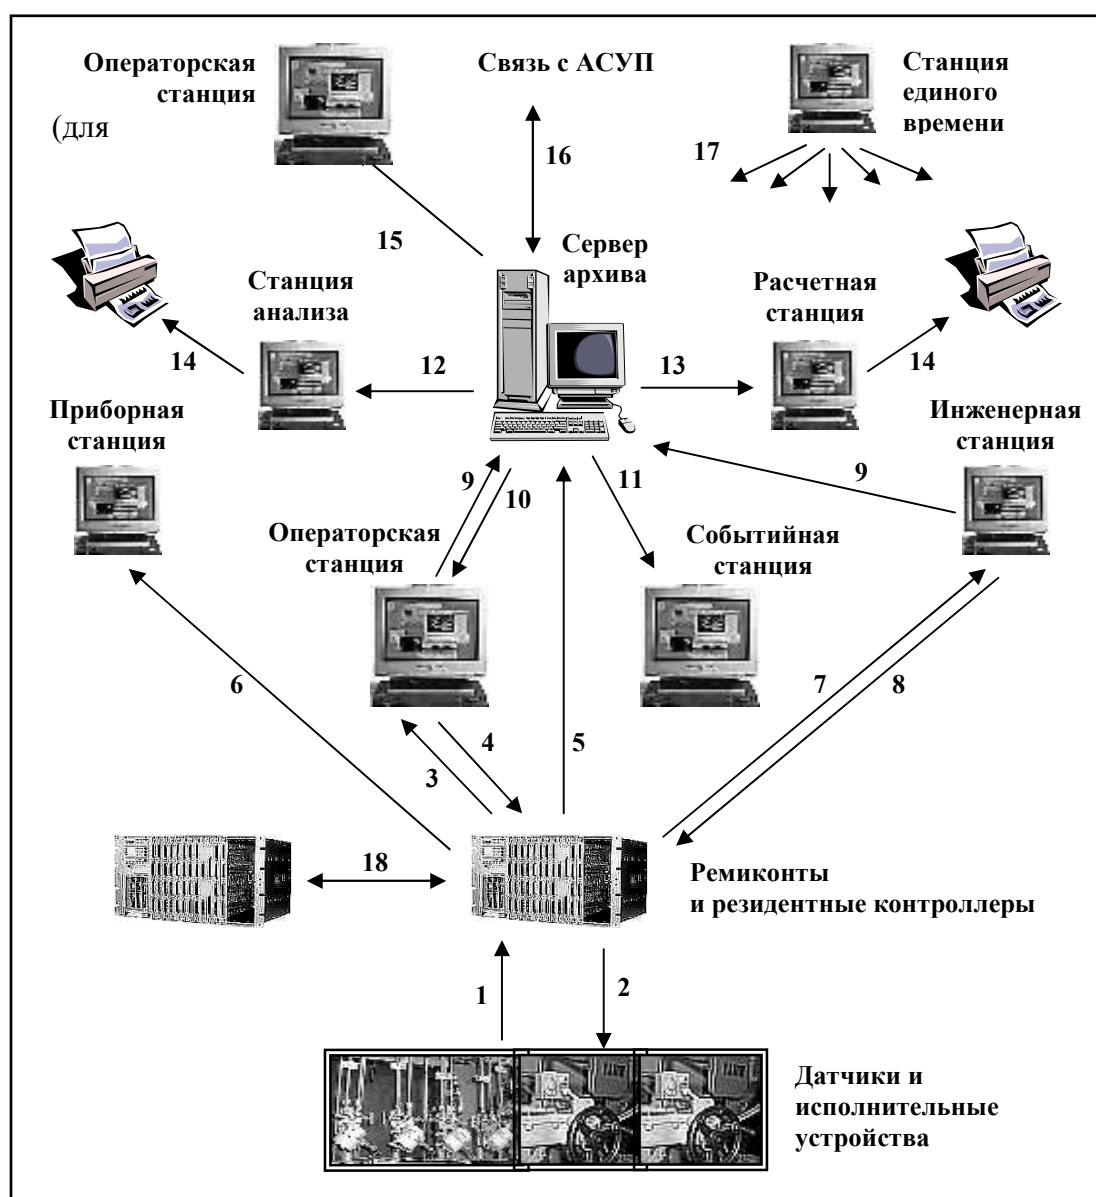 Операторская
станция
(для
Связь с АСУП
Станция
единого
времени
16
17
15
Сервер
архива
Станция
анализа
Расчетная
станция
14
12
13
14
Приборная
станция
Инженерная
станция
9
10
11
9
Операторская
станция
Событийная
станция
6
7
8
4
5
3
18
Ремиконты
и резидентные контроллеры
1
2
Датчики и
исполнительные
устройства